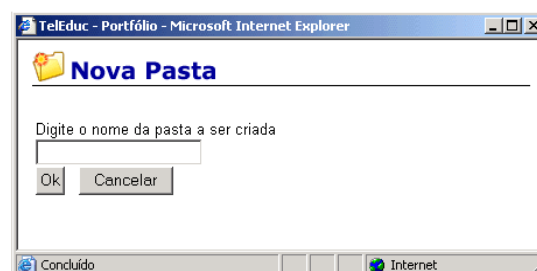 TelEduc - Portfólio - Microsoft Internet Explorer
Nova Pasta
Digite o nome da pasta a ser criada
Ok Cancelar
Concluído Internet